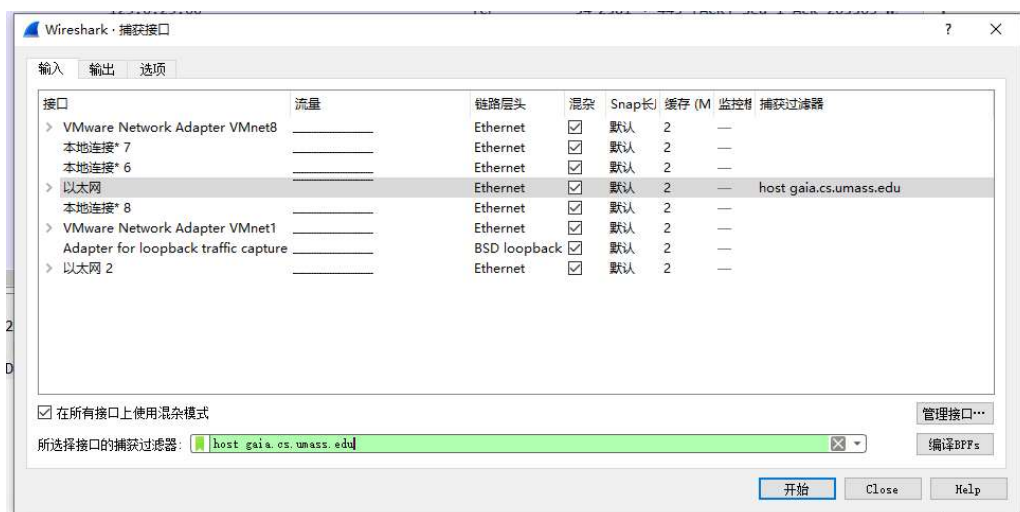 Wireshark · 捕获接口
? ×
输入 输出 选项
接口 流量 链路层头 混杂 Snap长 缓存 (M 监控模 捕获过滤器
> VMware Network Adapter VMnet8 Ethernet 默认 2 —
本地连接* 7 Ethernet 默认 2 —
本地连接* 6 Ethernet 默认 2 —
> 以太网 Ethernet 默认 2 — host gaia.cs.umass.edu
本地连接* 8 Ethernet 默认 2 —
> VMware Network Adapter VMnet1 Ethernet 默认 2 —
Adapter for loopback traffic capture BSD loopback 默认 2 —
> 以太网 2 Ethernet 默认 2 —
2
D
在所有接口上使用混杂模式 管理接口…
所选择接口的捕获过滤器: host gaia.cs.umass.edu 编译BPFs
开始 Close Help